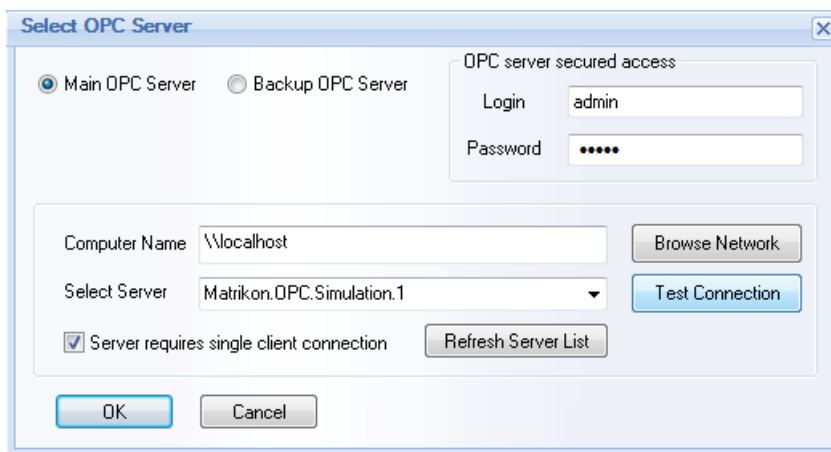 Select OPC Server
Main OPC Server
Backup OPC Server
OPC server secured access
Login
admin
Password
•••••
Computer Name
\\localhost
Browse Network
Select Server
Matrikon.OPC.Simulation.1
Test Connection
Server requires single client connection
Refresh Server List
OK
Cancel